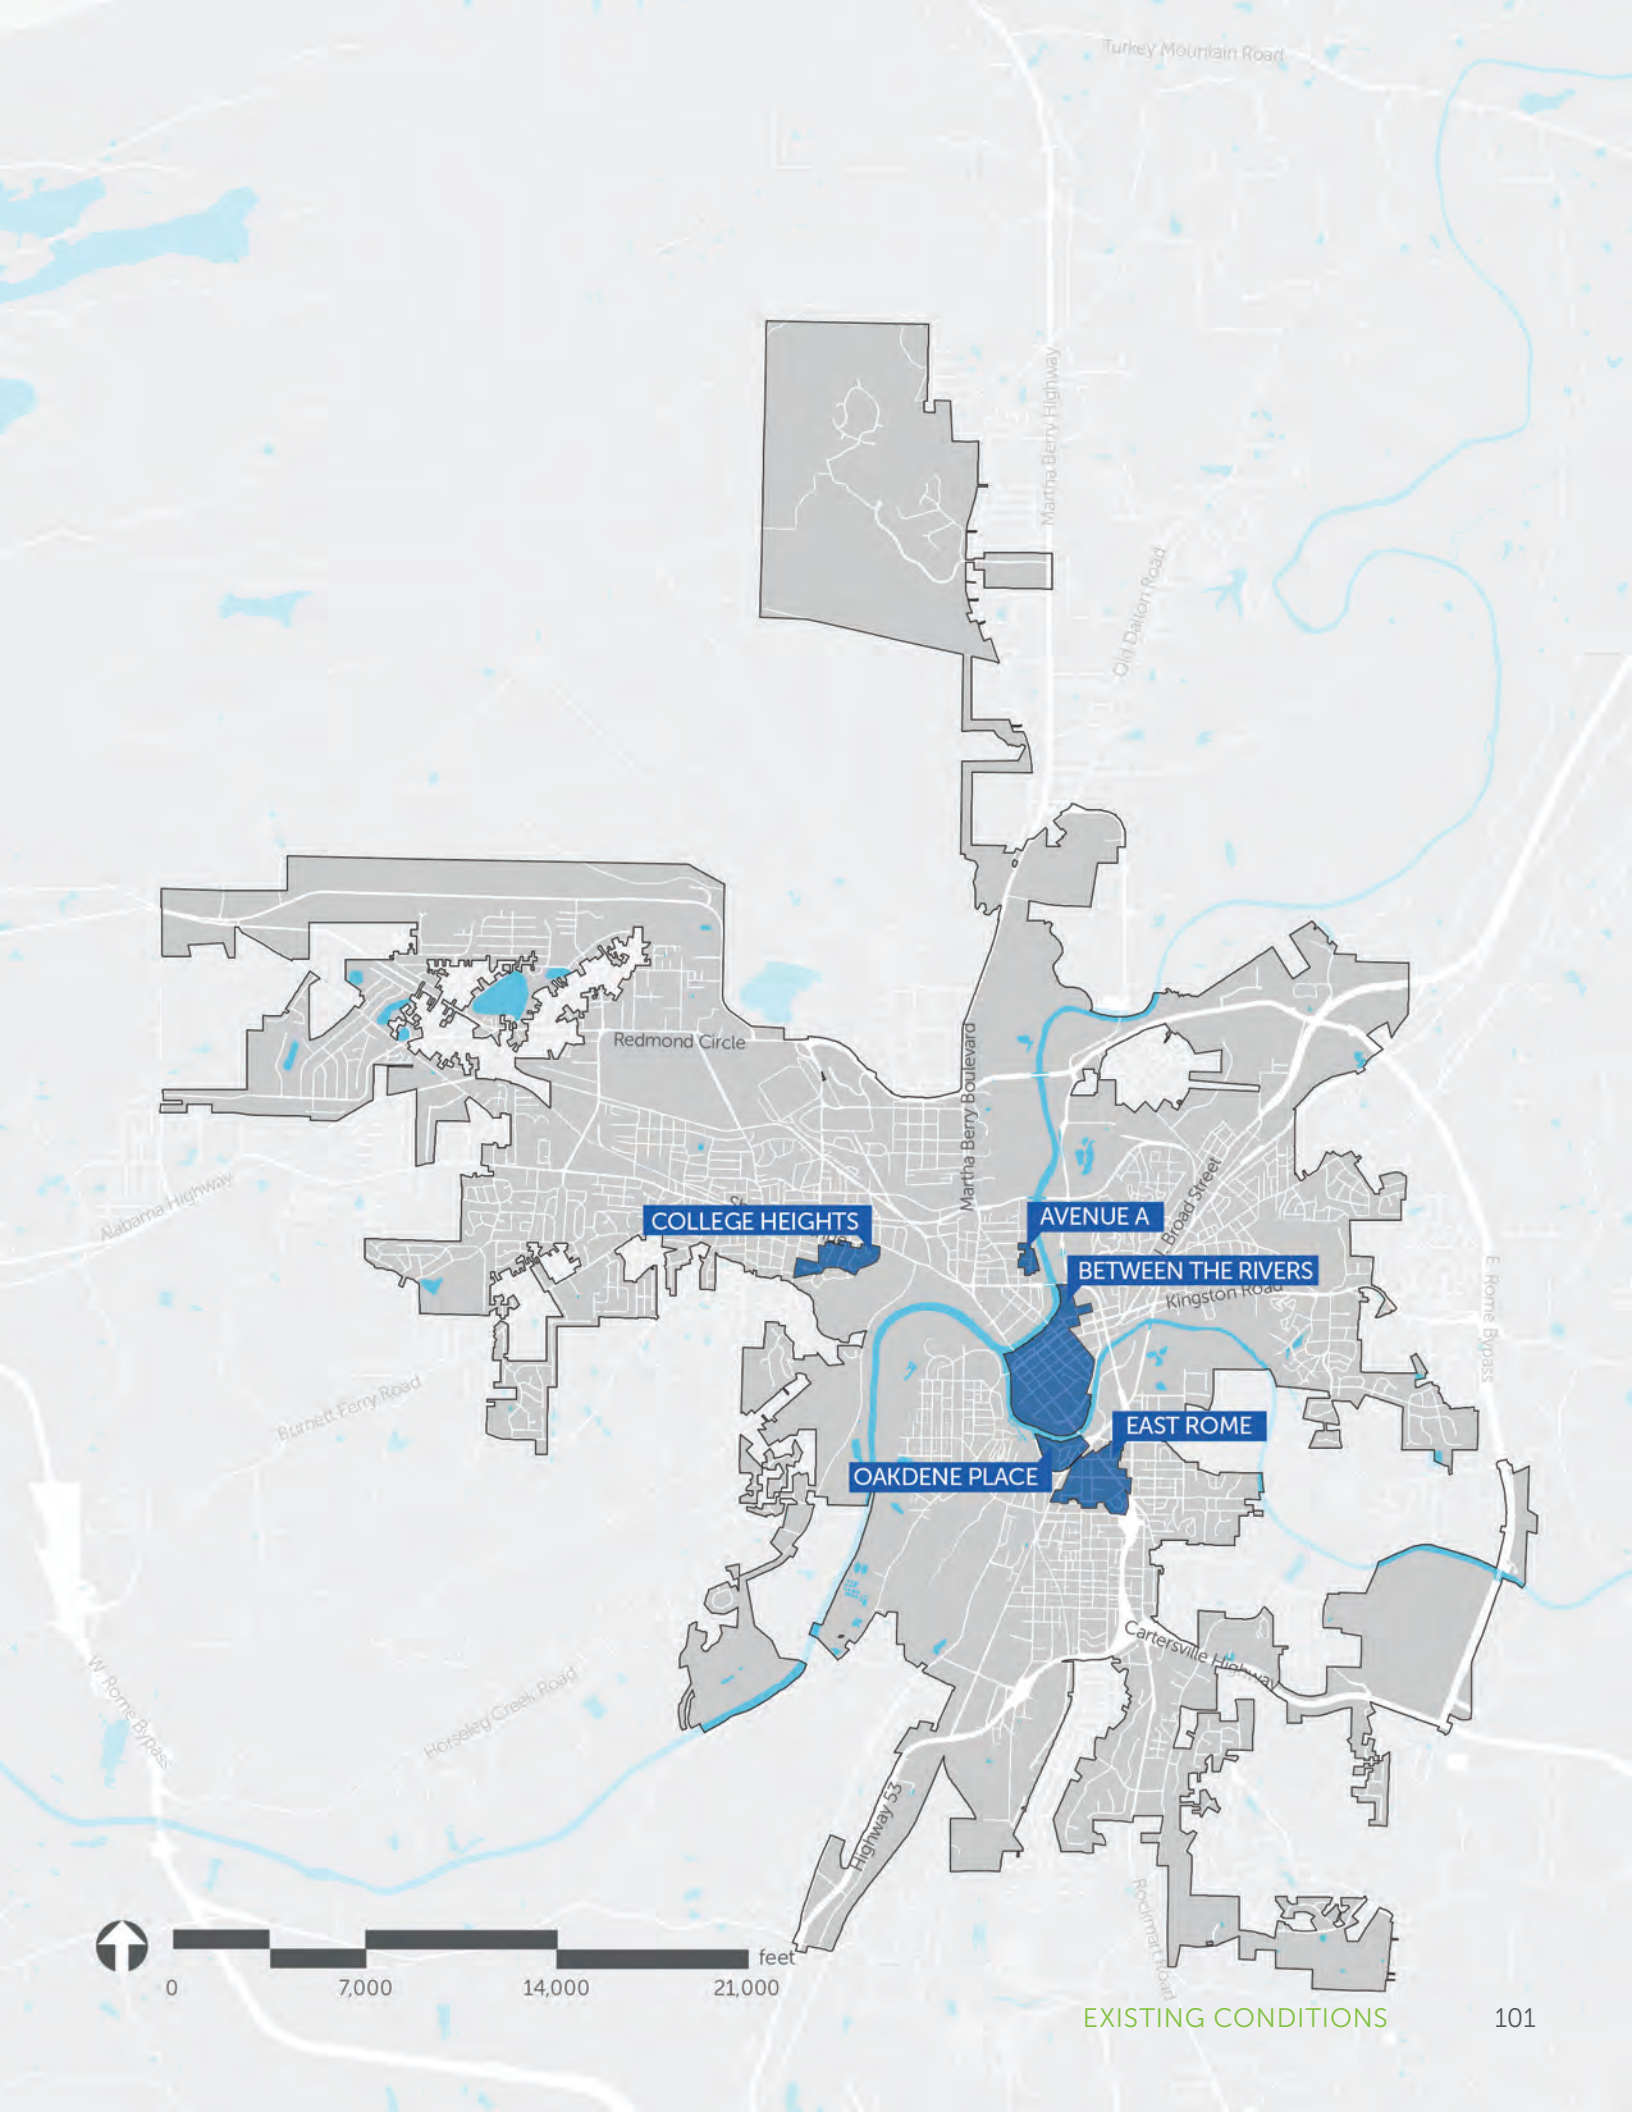 Turkey Mountain Road
Martha Berry Highway
Old Dalton Road
Redmond Circle
Martha Berry Boulevard
Alabama Highway
COLLEGE HEIGHTS
AVENUE A
Broad Street
BETWEEN THE RIVERS
Kingston Road
E. Rome Bypass
Burnett Ferry Road
EAST ROME
OAKDENE PLACE
Cartersville Highway
W. Rome Bypass
Horseleg Creek Road
Highway 53
Rockmart Road
feet
0 7,000 14,000 21,000
EXISTING CONDITIONS 101